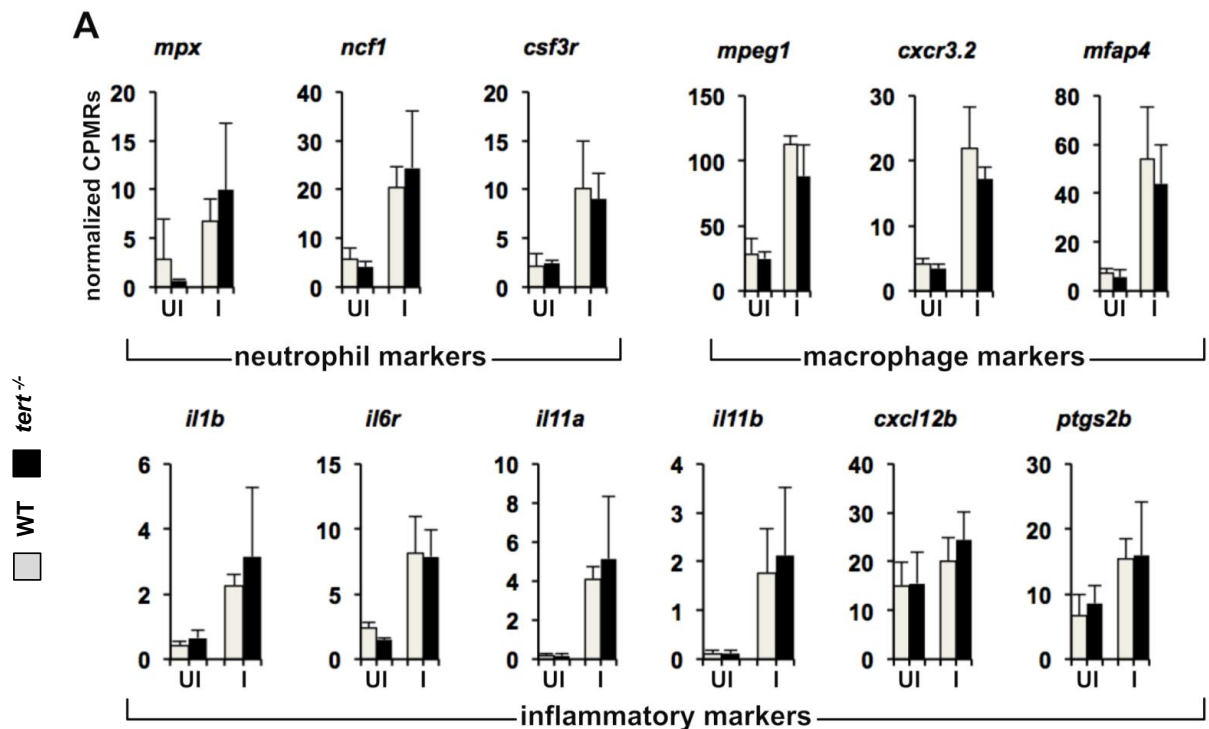 A
mpx ncf1 csf3r mpeg1 cxcr3.2 mfap4
normalized CPMRs
20 15 10 5 0 UI I
40 30 20 10 0 UI I
20 15 10 5 0 UI I
150 100 50 0 UI I
30 20 10 0 UI I
80 60 40 20 0 UI I
neutrophil markers macrophage markers
WT tert -/-
il1b il6r il11a il11b cxcl12b ptgs2b
6 4 2 0 UI I
15 10 5 0 UI I
10 8 6 4 2 0 UI I
4 3 2 1 0 UI I
40 30 20 10 0 UI I
30 20 10 0 UI I
inflammatory markers